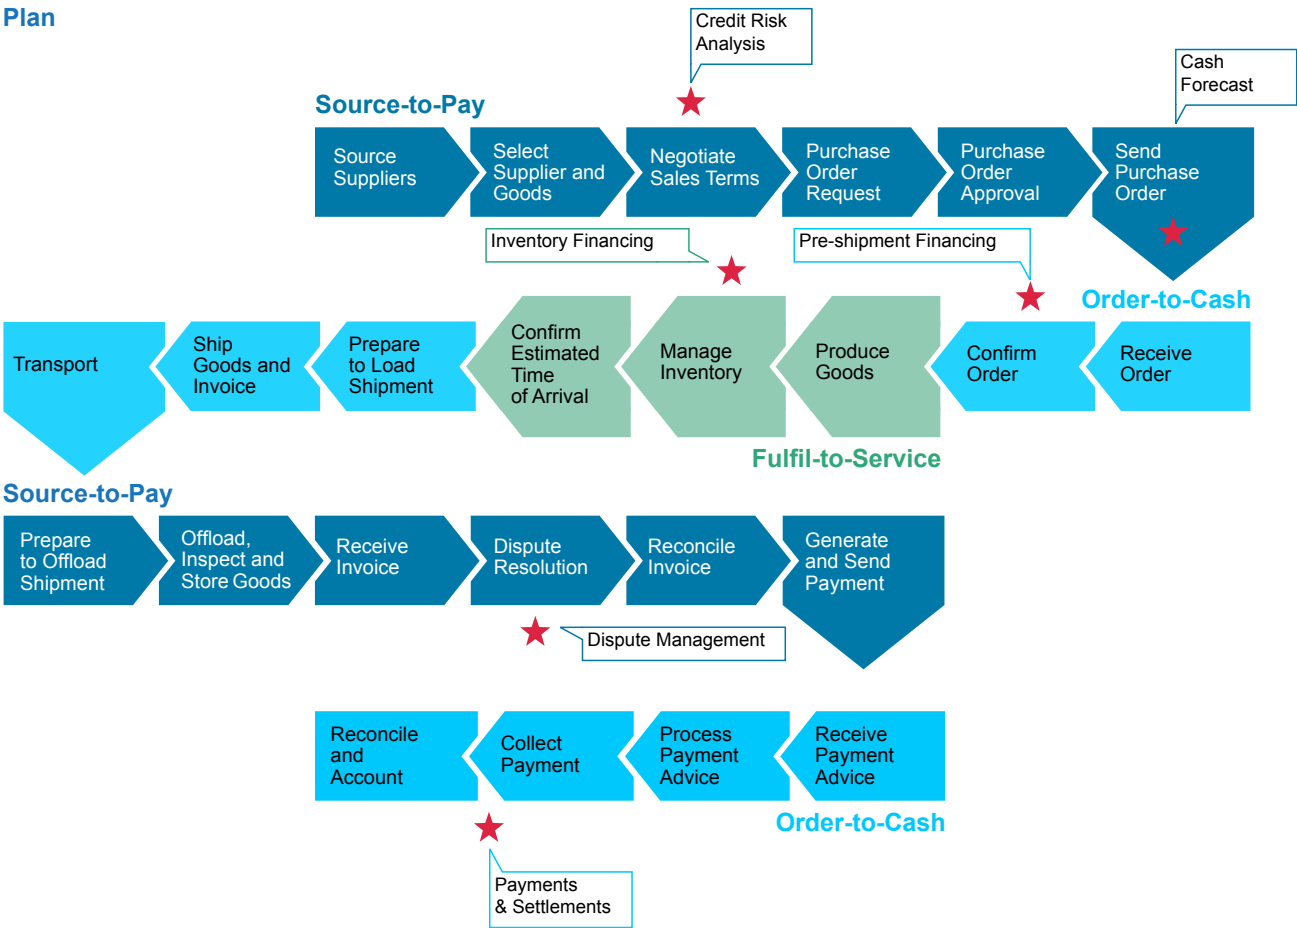 Plan
Credit Risk
Analysis
Cash
Forecast
Source-to-Pay
Source
Suppliers
Select
Supplier and
Goods
Negotiate
Sales Terms
Purchase
Order
Request
Purchase
Order
Approval
Send
Purchase
Order
Inventory Financing
Pre-shipment Financing
Order-to-Cash
Transport
Ship
Goods and
Invoice
Prepare
to Load
Shipment
Confirm
Estimated
Time
of Arrival
Manage
Inventory
Produce
Goods
Confirm
Order
Receive
Order
Fulfil-to-Service
Source-to-Pay
Prepare
to Offload
Shipment
Offload,
Inspect and
Store Goods
Receive
Invoice
Dispute
Resolution
Reconcile
Invoice
Generate
and Send
Payment
Dispute Management
Reconcile
and
Account
Collect
Payment
Process
Payment
Advice
Receive
Payment
Advice
Order-to-Cash
Payments
& Settlements